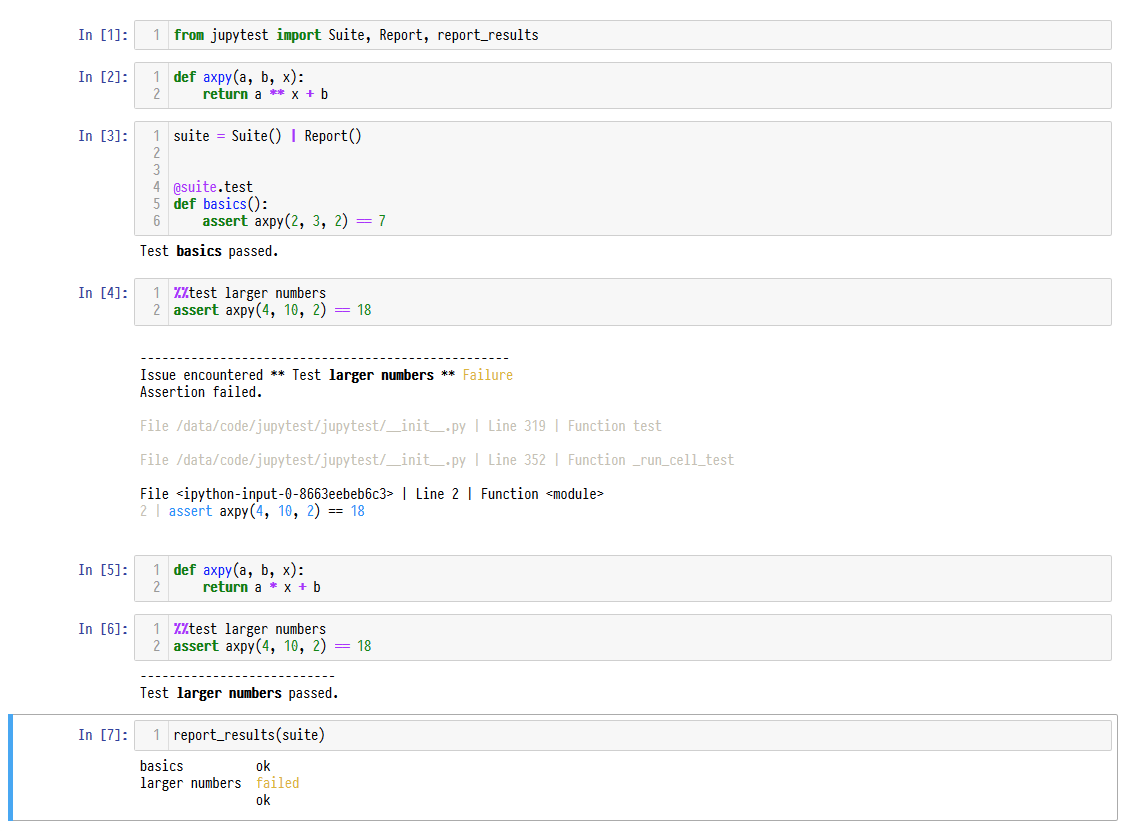 In [1]: 1 from jupytest import Suite, Report, report_results
In [2]: 1 def axpy(a, b, x):
2 return a ** x + b
In [3]: 1 suite = Suite() | Report()
2
3
4 @suite.test
5 def basics():
6 assert axpy(2, 3, 2) == 7
Test basics passed.
In [4]: 1 %%test larger numbers
2 assert axpy(4, 10, 2) == 18
---------------------------------------------------
Issue encountered ** Test larger numbers ** Failure
Assertion failed.
File /data/code/jupytest/jupytest/__init__.py | Line 319 | Function test
File /data/code/jupytest/jupytest/__init__.py | Line 352 | Function _run_cell_test
File <ipython-input-0-8663eebeb6c3> | Line 2 | Function <module>
2 | assert axpy(4, 10, 2) == 18
In [5]: 1 def axpy(a, b, x):
2 return a * x + b
In [6]: 1 %%test larger numbers
2 assert axpy(4, 10, 2) == 18
---------------------------
Test larger numbers passed.
In [7]: 1 report_results(suite)
basics ok
larger numbers failed
ok